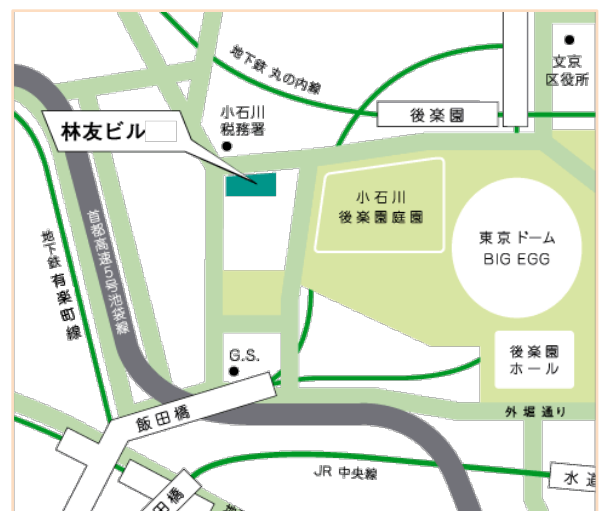 地下鉄 丸の内線
文京
区役所
後楽園
小石川
税務署
林友ビル
小石川
後楽園庭園
東京ドーム
BIG EGG
首都高速5号池袋線
地下鉄 有楽町線
G.S.
後楽園
ホール
飯田橋
外堀通り
JR 中央線
水道
田橋